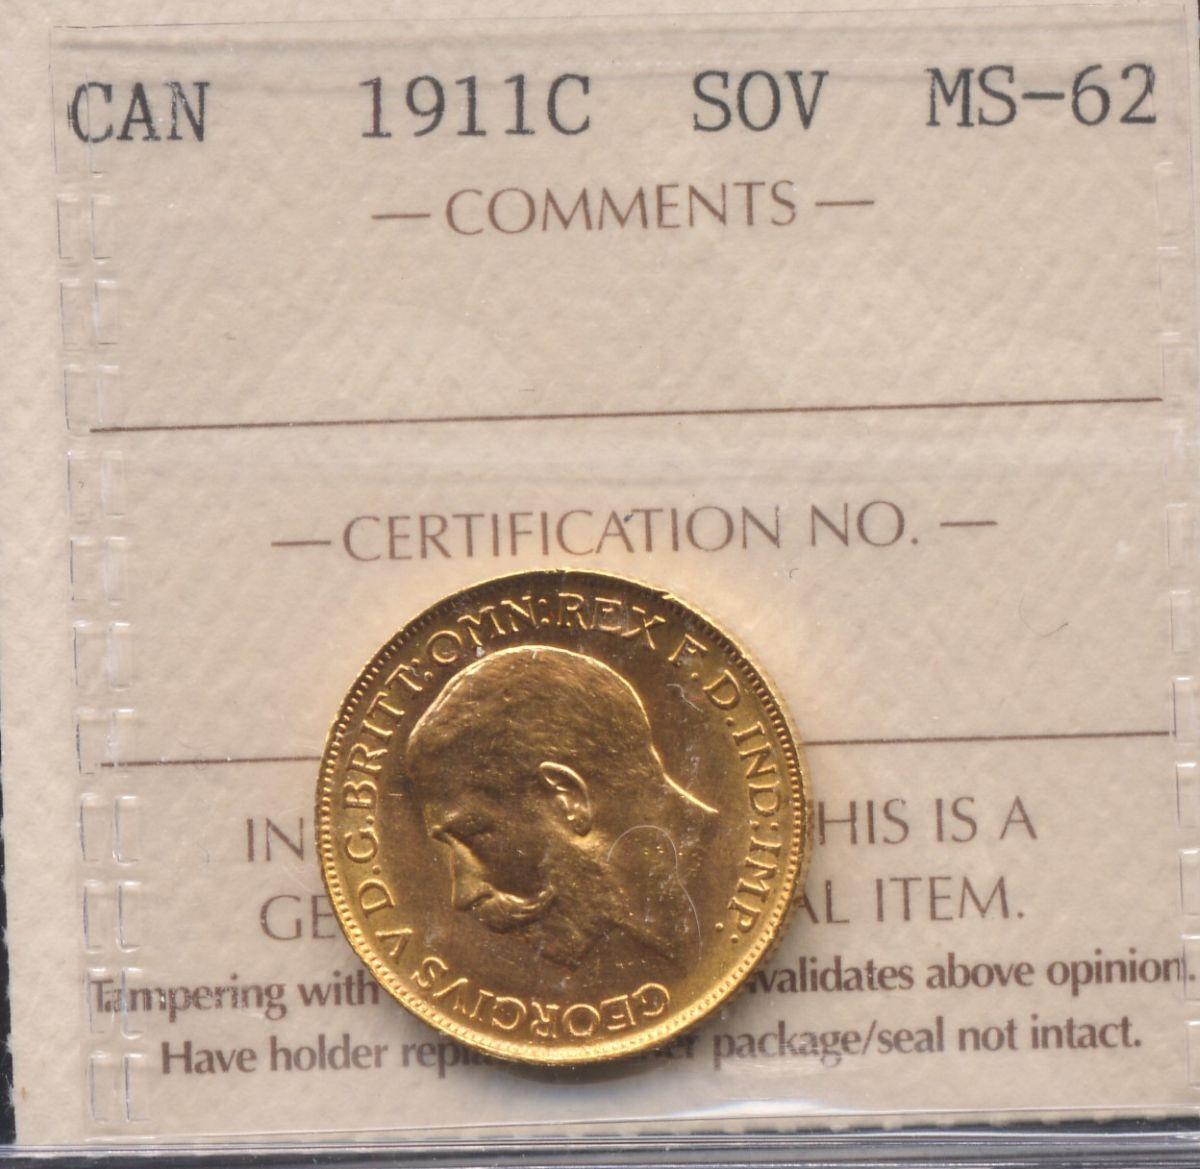 CAN 1911C SOV MS-62
— COMMENTS —
— CERTIFICATION NO. —
GEORGIVS V D.G.BRITT:OMN:REX F.D.IND:IMP.
IN HIS IS A
GE AL ITEM.
Tampering with validates above opinion.
Have holder package/seal not intact.